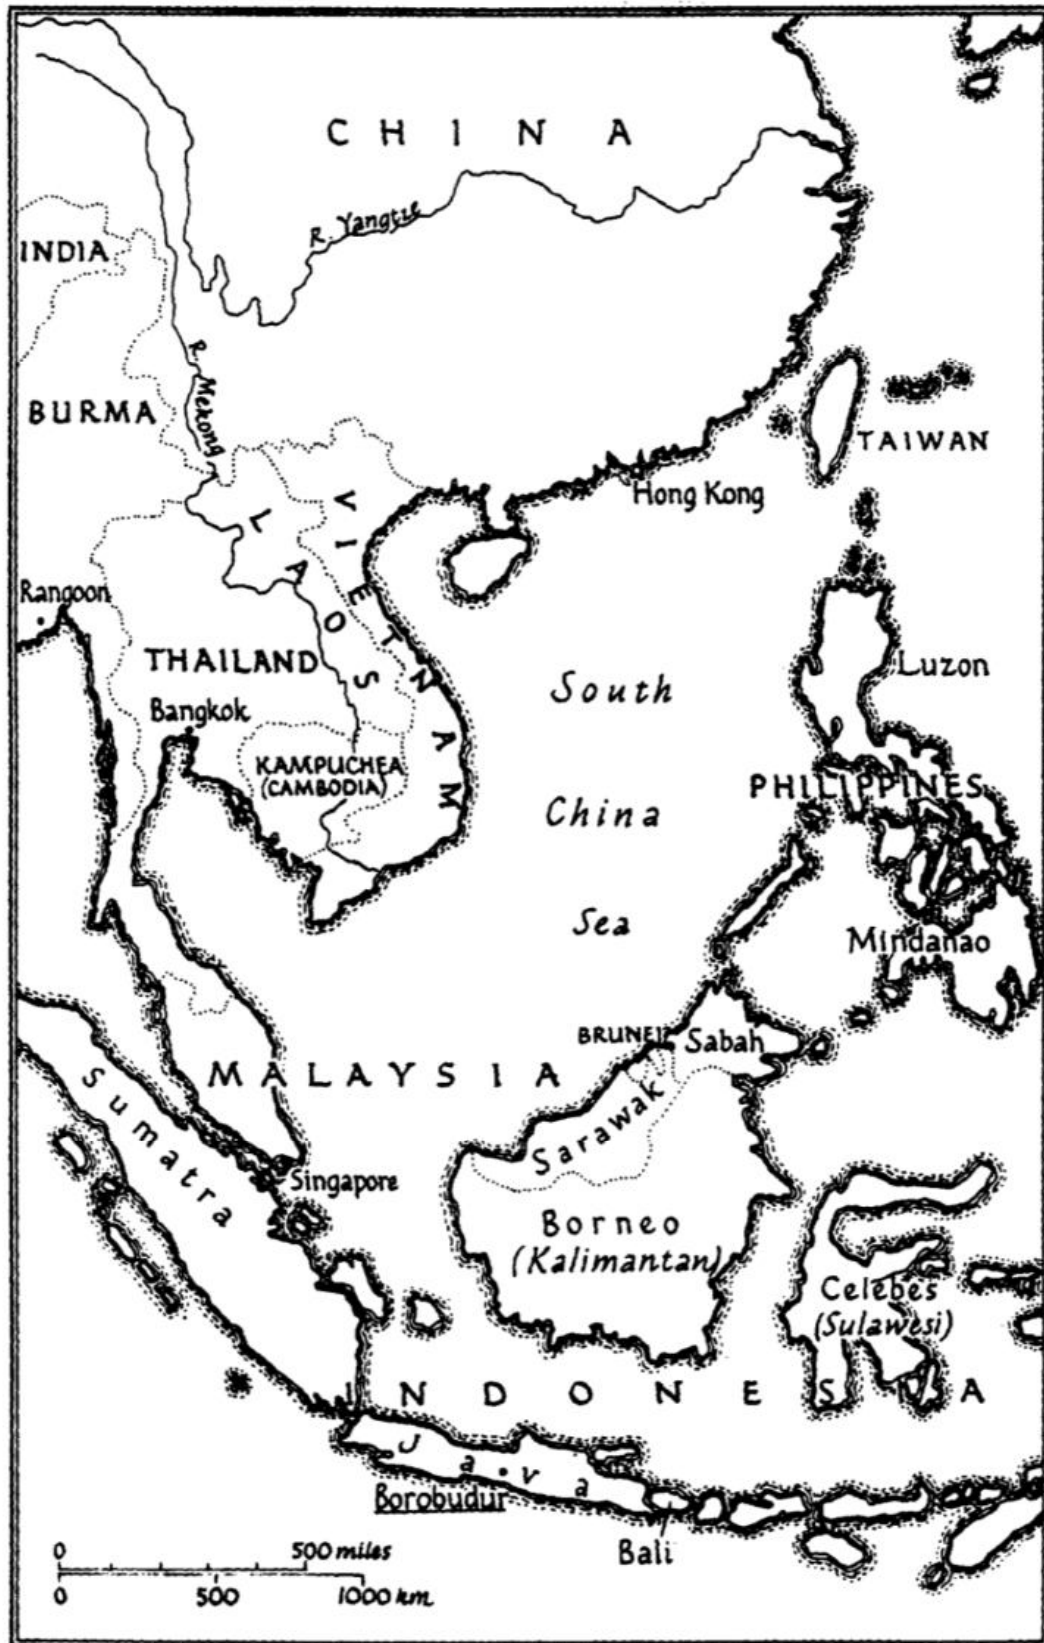 CHINA
R. Yangtze
INDIA
R. Mekong
BURMA
TAIWAN
Hong Kong
VIETNAM
LAOS
Rangoon
THAILAND
Luzon
South
China
Sea
Bangkok
KAMPUCHEA
(CAMBODIA)
PHILIPPINES
Mindanao
BRUNEI
Sabah
MALAYSIA
Sarawak
Sumatra
Singapore
Borneo
(Kalimantan)
Celebes
(Sulawesi)
INDONESIA
Java
Borobudur
Bali
0 500 miles
0 500 1000 km